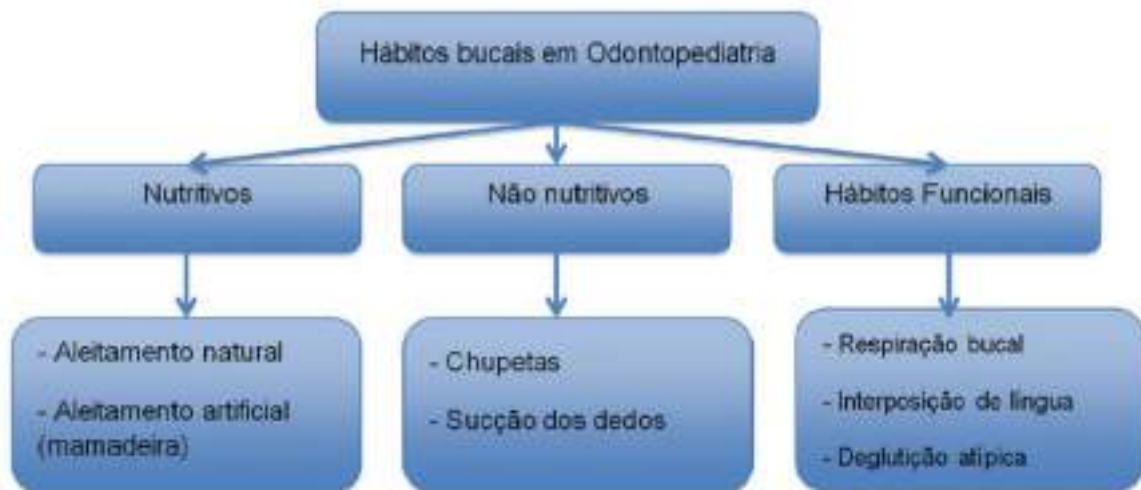 Hábitos bucais em Odontopediatria
Nutritivos
Não nutritivos
Hábitos Funcionais
- Aleitamento natural
- Aleitamento artificial
(mamadeira)
- Chupetas
- Sucção dos dedos
- Respiração bucal
- Interposição de língua
- Deglutição atípica